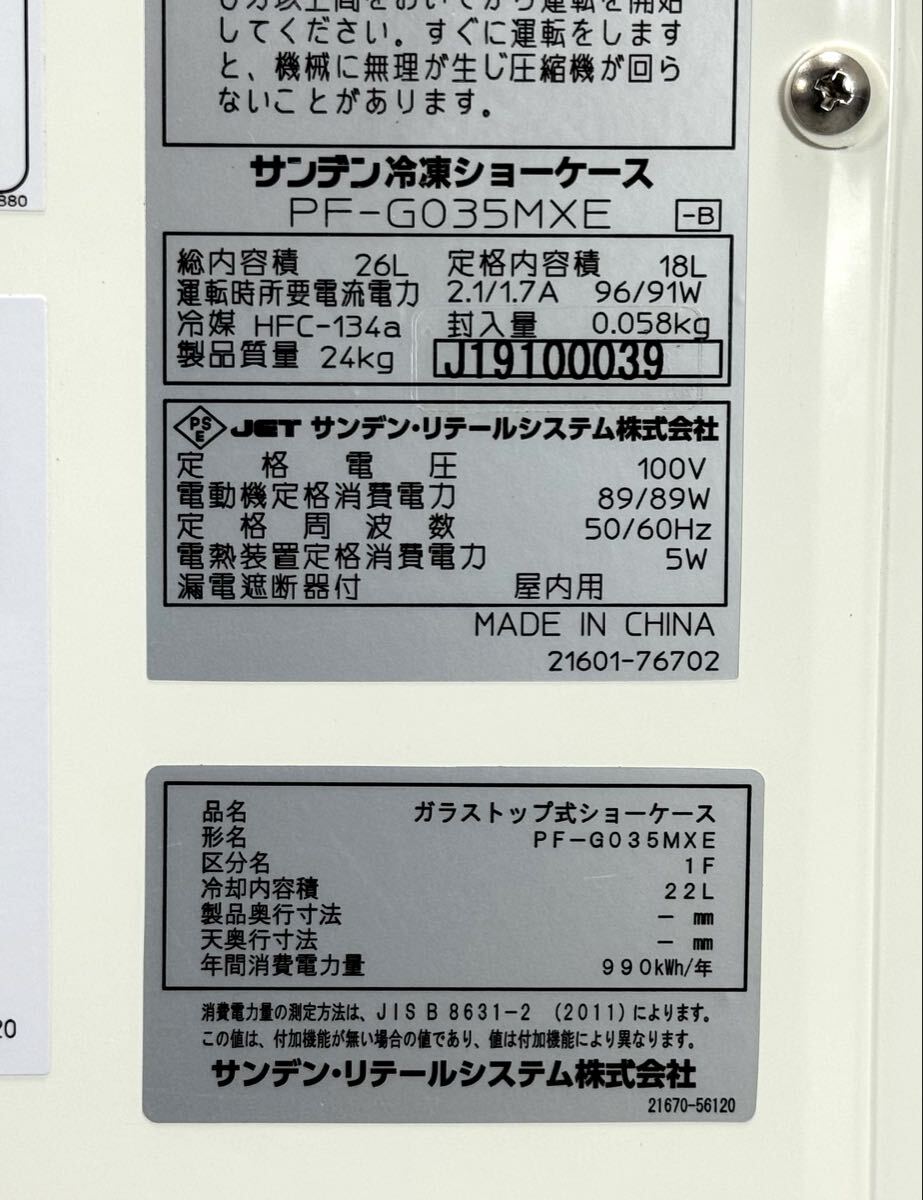 してください。すぐに運転をします
と、機械に無理が生じ圧縮機が回ら
ないことがあります。
サンデン冷凍ショーケース
PF-G035MXE -B
総内容積 26L 定格内容積 18L
運転時所要電流電力 2.1/1.7A 96/91W
冷媒 HFC-134a 封入量 0.058kg
製品質量 24kg J19100039
PSE JET サンデン・リテールシステム株式会社
定格電圧 100V
電動機定格消費電力 89/89W
定格周波数 50/60Hz
電熱装置定格消費電力 5W
漏電遮断器付 屋内用
MADE IN CHINA
21601-76702
品名 ガラストップ式ショーケース
形名 PF-G035MXE
区分名 1F
冷却内容積 22L
製品奥行寸法 - mm
天奥行寸法 - mm
年間消費電力量 990kWh/年
消費電力量の測定方法は、JIS B 8631-2 (2011)によります。
この値は、付加機能が無い場合の値であり、値は付加機能により異なります。
サンデン・リテールシステム株式会社
21670-56120